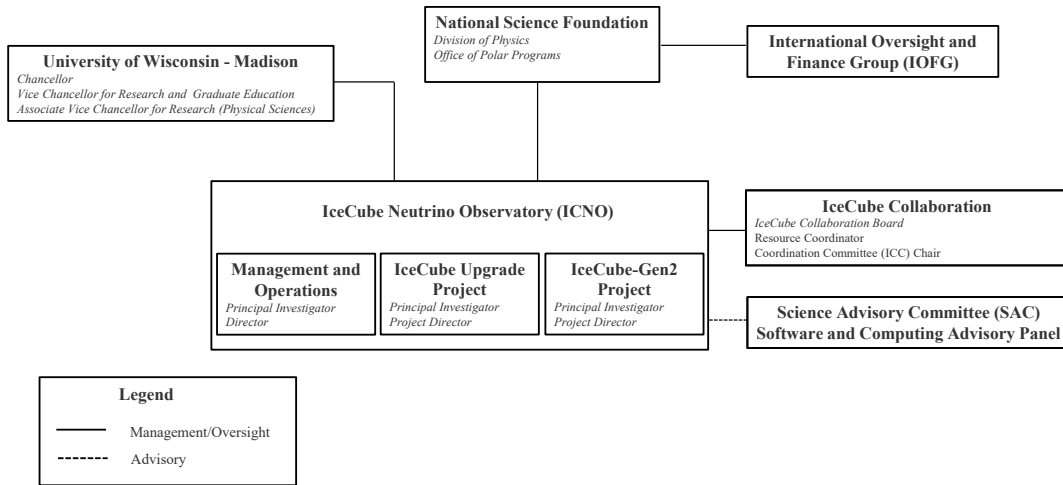 National Science Foundation
Division of Physics
Office of Polar Programs
International Oversight and
Finance Group (IOFG)
University of Wisconsin - Madison
Chancellor
Vice Chancellor for Research and Graduate Education
Associate Vice Chancellor for Research (Physical Sciences)
IceCube Neutrino Observatory (ICNO)
IceCube Collaboration
IceCube Collaboration Board
Resource Coordinator
Coordination Committee (ICC) Chair
Management and
Operations
Principal Investigator
Director
IceCube Upgrade
Project
Principal Investigator
Project Director
IceCube-Gen2
Project
Principal Investigator
Project Director
Science Advisory Committee (SAC)
Software and Computing Advisory Panel
Legend
Management/Oversight
Advisory